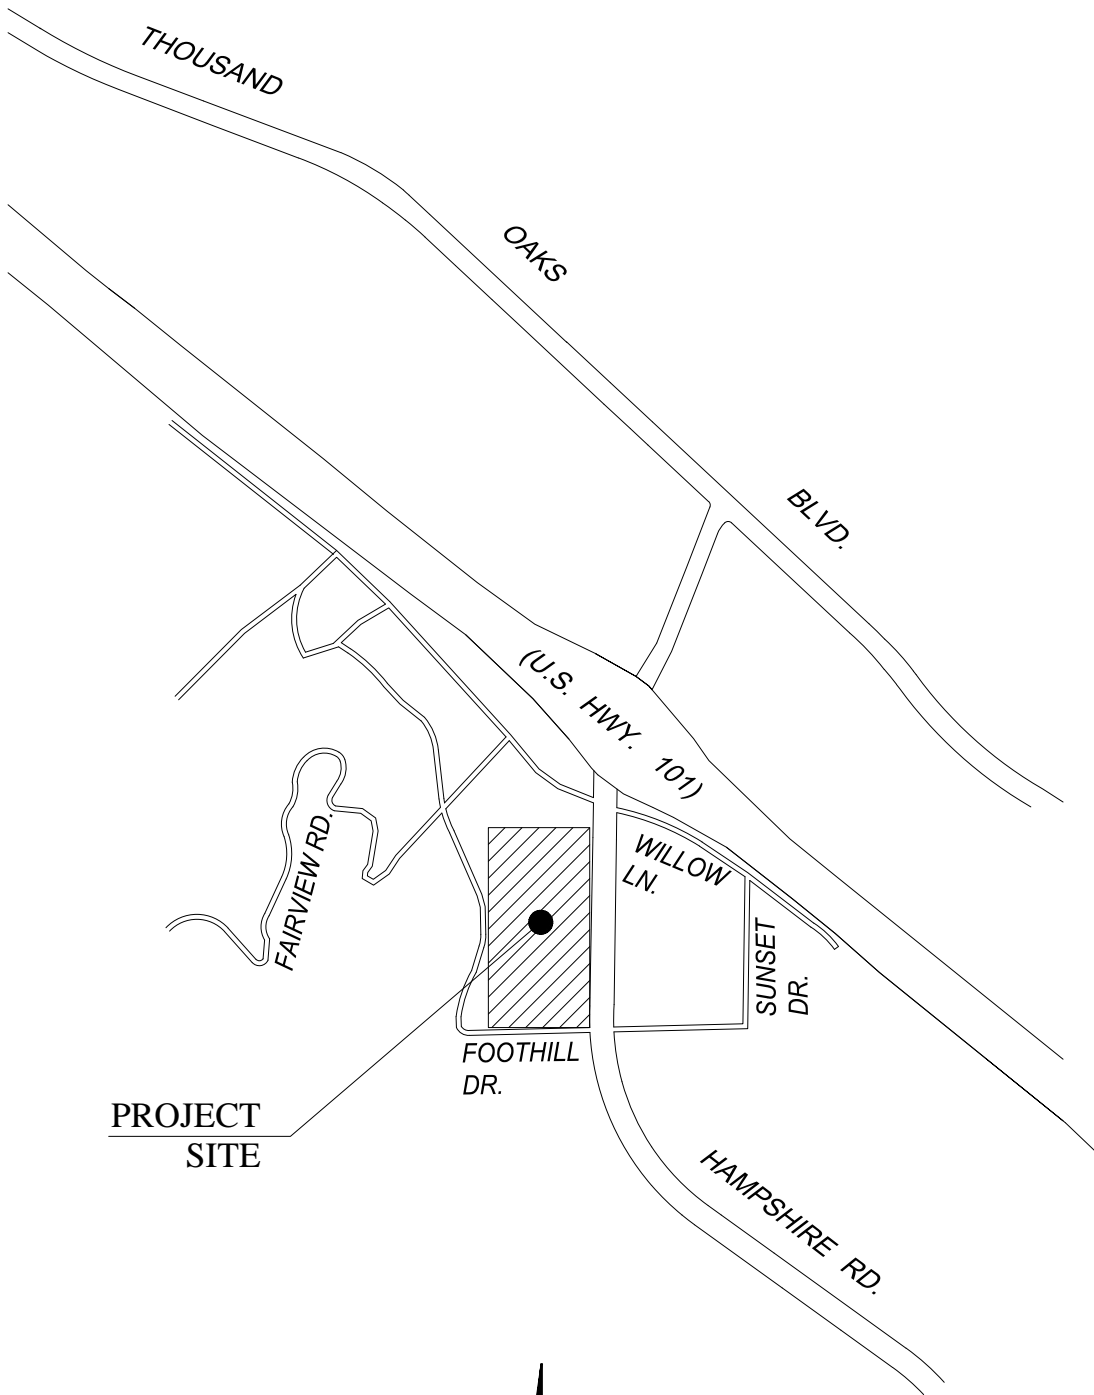 THOUSAND
OAKS
BLVD.
(U.S. HWY. 101)
WILLOW
LN.
FAIRVIEW RD.
SUNSET
DR.
FOOTHILL
DR.
PROJECT
SITE
HAMPSHIRE RD.